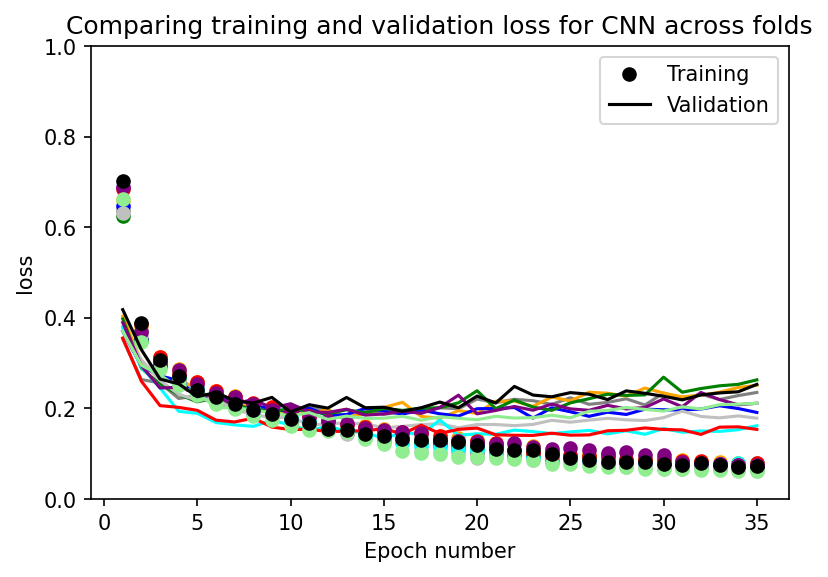 Comparing training and validation loss for CNN across folds
1.0
Training
Validation
0.8
0.6
loss
0.4
0.2
0.0
0 5 10 15 20 25 30 35
Epoch number